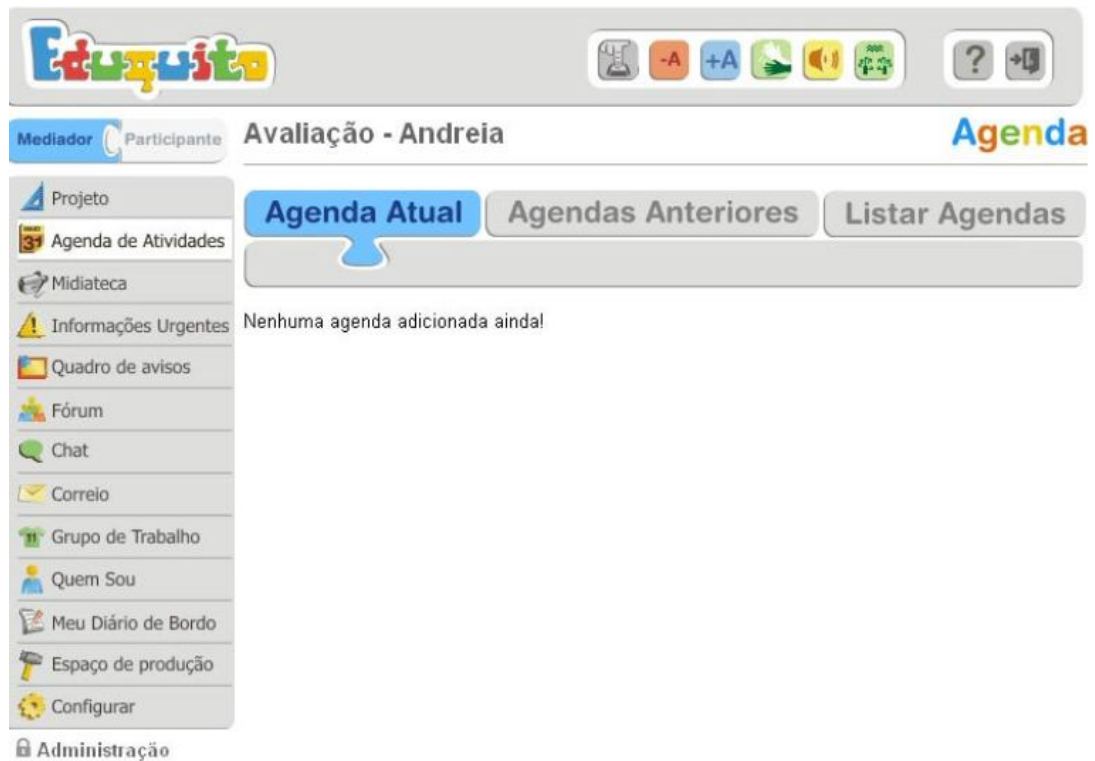 Eduquito
-A +A ?
Mediador Participante
Avaliação - Andreia
Agenda
Projeto
Agenda de Atividades
Midiateca
Informações Urgentes
Quadro de avisos
Fórum
Chat
Correio
Grupo de Trabalho
Quem Sou
Meu Diário de Bordo
Espaço de produção
Configurar
Administração
Agenda Atual Agendas Anteriores Listar Agendas
Nenhuma agenda adicionada ainda!
31
11